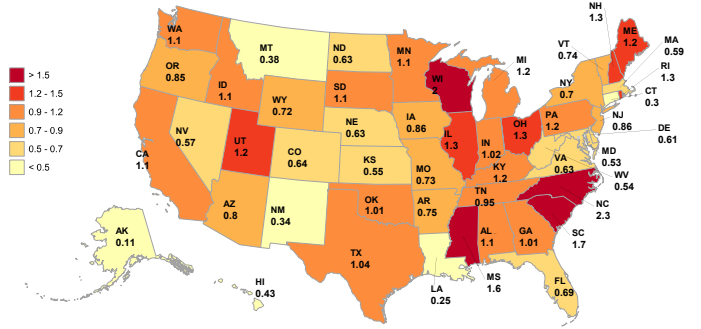 > 1.5
1.2 - 1.5
0.9 - 1.2
0.7 - 0.9
0.5 - 0.7
< 0.5
WA
1.1
OR
0.85
CA
1.1
NV
0.57
ID
1.1
MT
0.38
WY
0.72
UT
1.2
AZ
0.8
CO
0.64
NM
0.34
ND
0.63
SD
1.1
NE
0.63
KS
0.55
OK
1.01
TX
1.04
MN
1.1
IA
0.86
MO
0.73
AR
0.75
LA
0.25
WI
2
IL
1.3
MS
1.6
MI
1.2
IN
1.02
KY
1.2
TN
0.95
AL
1.1
OH
1.3
GA
1.01
FL
0.69
SC
1.7
NC
2.3
VA
0.63
WV
0.54
MD
0.53
DE
0.61
PA
1.2
NJ
0.86
NY
0.7
CT
0.3
RI
1.3
MA
0.59
VT
0.74
NH
1.3
ME
1.2
AK
0.11
HI
0.43